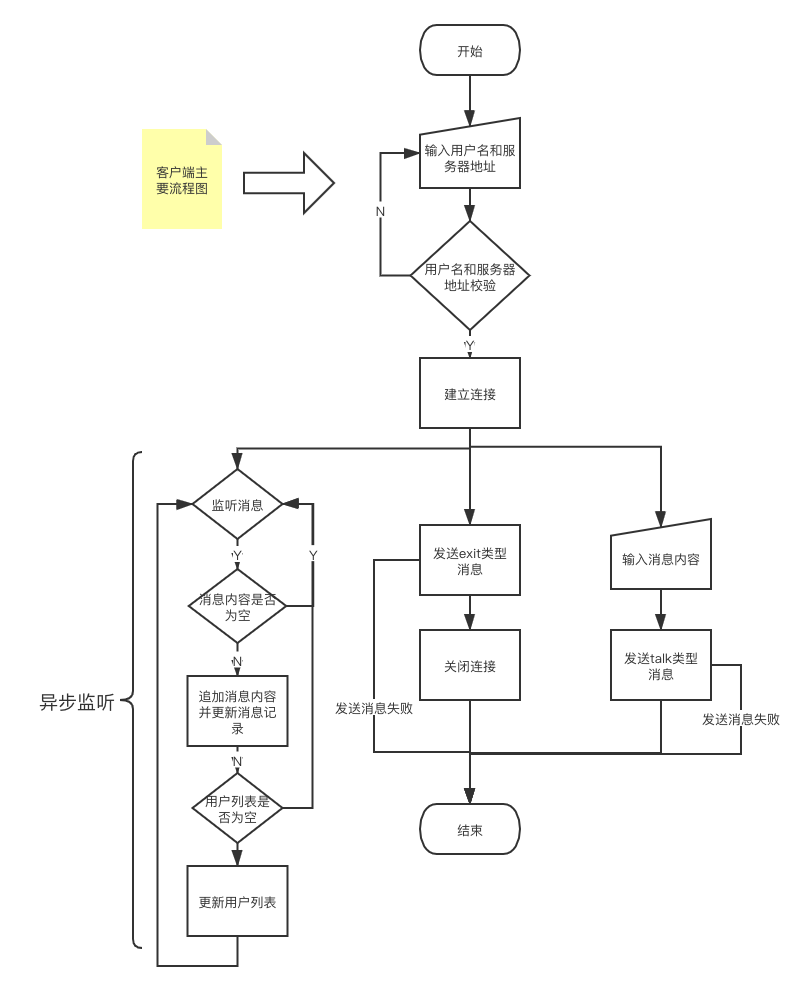 开始
输入用户名和服
务器地址
客户端主
要流程图
N
用户名和服务器
地址校验
Y
建立连接
监听消息
Y
Y
消息内容是否
为空
N
追加消息内容
并更新消息记
录
N
用户列表是
否为空
更新用户列表
异步监听
发送exit类型
消息
关闭连接
发送消息失败
输入消息内容
发送talk类型
消息
发送消息失败
结束